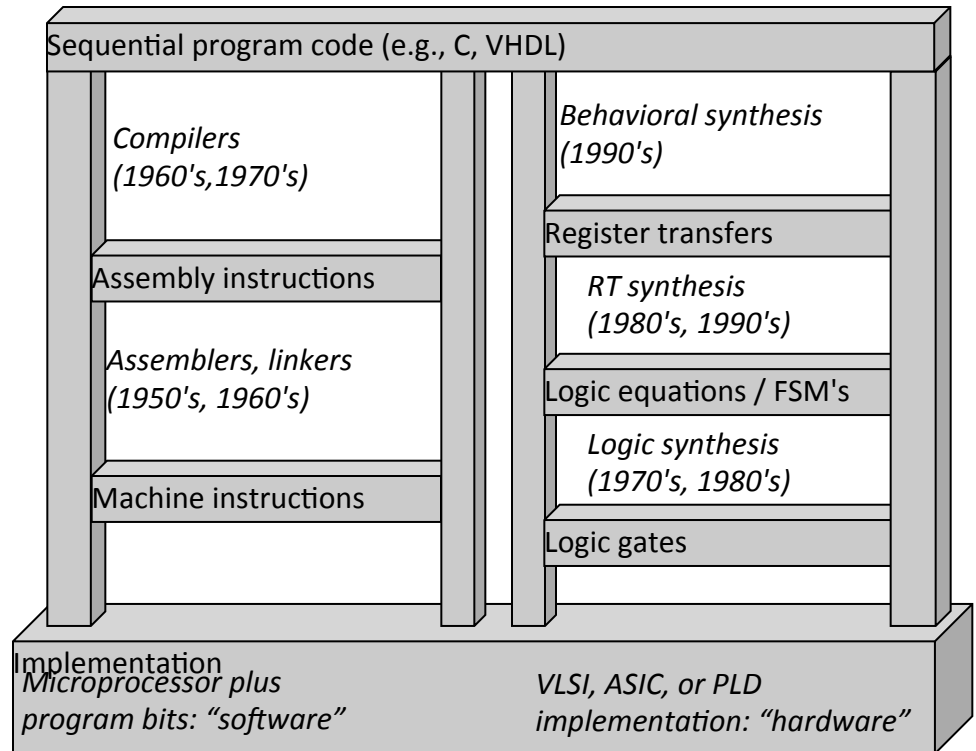 Sequential program code (e.g., C, VHDL)
Compilers
(1960's,1970's)
Assembly instructions
Assemblers, linkers
(1950's, 1960's)
Machine instructions
Behavioral synthesis
(1990's)
Register transfers
RT synthesis
(1980's, 1990's)
Logic equations / FSM's
Logic synthesis
(1970's, 1980's)
Logic gates
Implementation
Microprocessor plus
program bits: “software”
VLSI, ASIC, or PLD
implementation: “hardware”